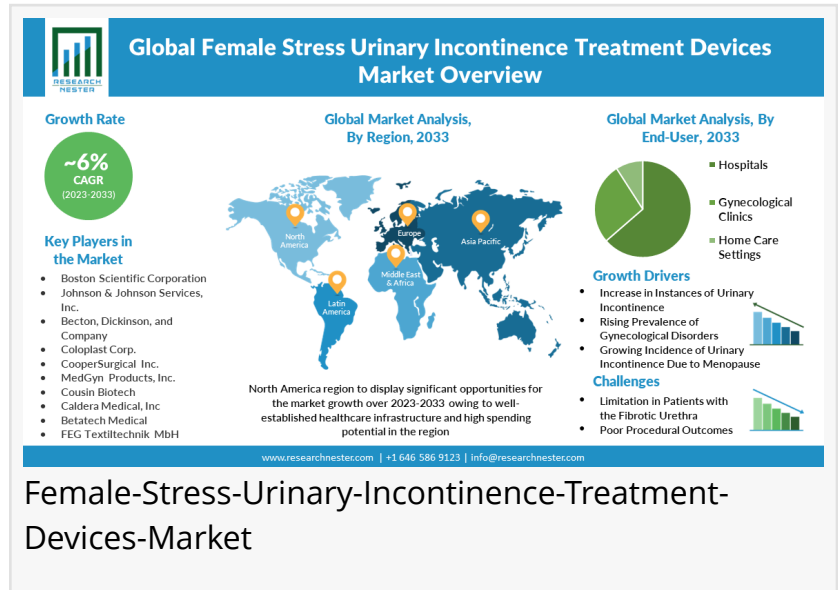 RESEARCH
NESTER
Global Female Stress Urinary Incontinence Treatment Devices
Market Overview
Growth Rate
~6%
CAGR
(2023-2033)
Key Players in
the Market
• Boston Scientific Corporation
• Johnson & Johnson Services,
Inc.
• Becton, Dickinson, and
Company
• Coloplast Corp.
• CooperSurgical Inc.
• MedGyn Products, Inc.
• Cousin Biotech
• Caldera Medical, Inc
• Betatech Medical
• FEG Textiltechnik MbH
Global Market Analysis,
By Region, 2033
North
America
Europe
Asia Pacific
Middle East
& Africa
Latin
America
North America region to display significant opportunities for
the market growth over 2023-2033 owing to well-
established healthcare infrastructure and high spending
potential in the region
Global Market Analysis, By
End-User, 2033
Hospitals
Gynecological
Clinics
Home Care
Settings
Growth Drivers
• Increase in Instances of Urinary
Incontinence
• Rising Prevalence of
Gynecological Disorders
• Growing Incidence of Urinary
Incontinence Due to Menopause
Challenges
• Limitation in Patients with
the Fibrotic Urethra
• Poor Procedural Outcomes
www.researchnester.com | +1 646 586 9123 | info@researchnester.com
Female-Stress-Urinary-Incontinence-Treatment-
Devices-Market